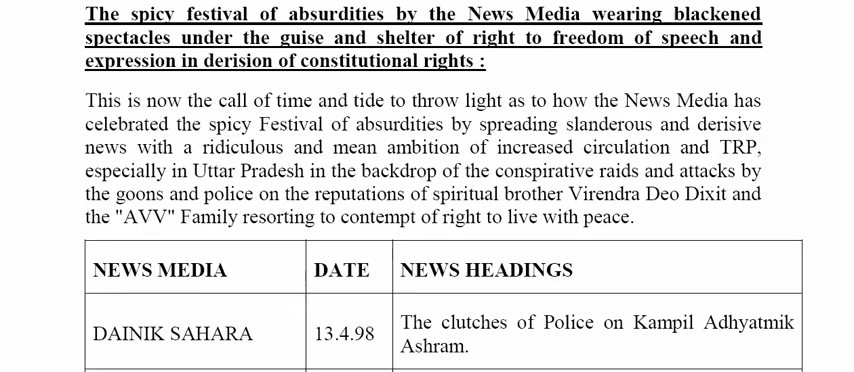 The spicy festival of absurdities by the News Media wearing blackened
spectacles under the guise and shelter of right to freedom of speech and
expression in derision of constitutional rights :
This is now the call of time and tide to throw light as to how the News Media has
celebrated the spicy Festival of absurdities by spreading slanderous and derisive
news with a ridiculous and mean ambition of increased circulation and TRP,
especially in Uttar Pradesh in the backdrop of the conspirative raids and attacks by
the goons and police on the reputations of spiritual brother Virendra Deo Dixit and
the "AVV" Family resorting to contempt of right to live with peace.
NEWS MEDIA DATE NEWS HEADINGS
DAINIK SAHARA 13.4.98 The clutches of Police on Kampil Adhyatmik
Ashram.